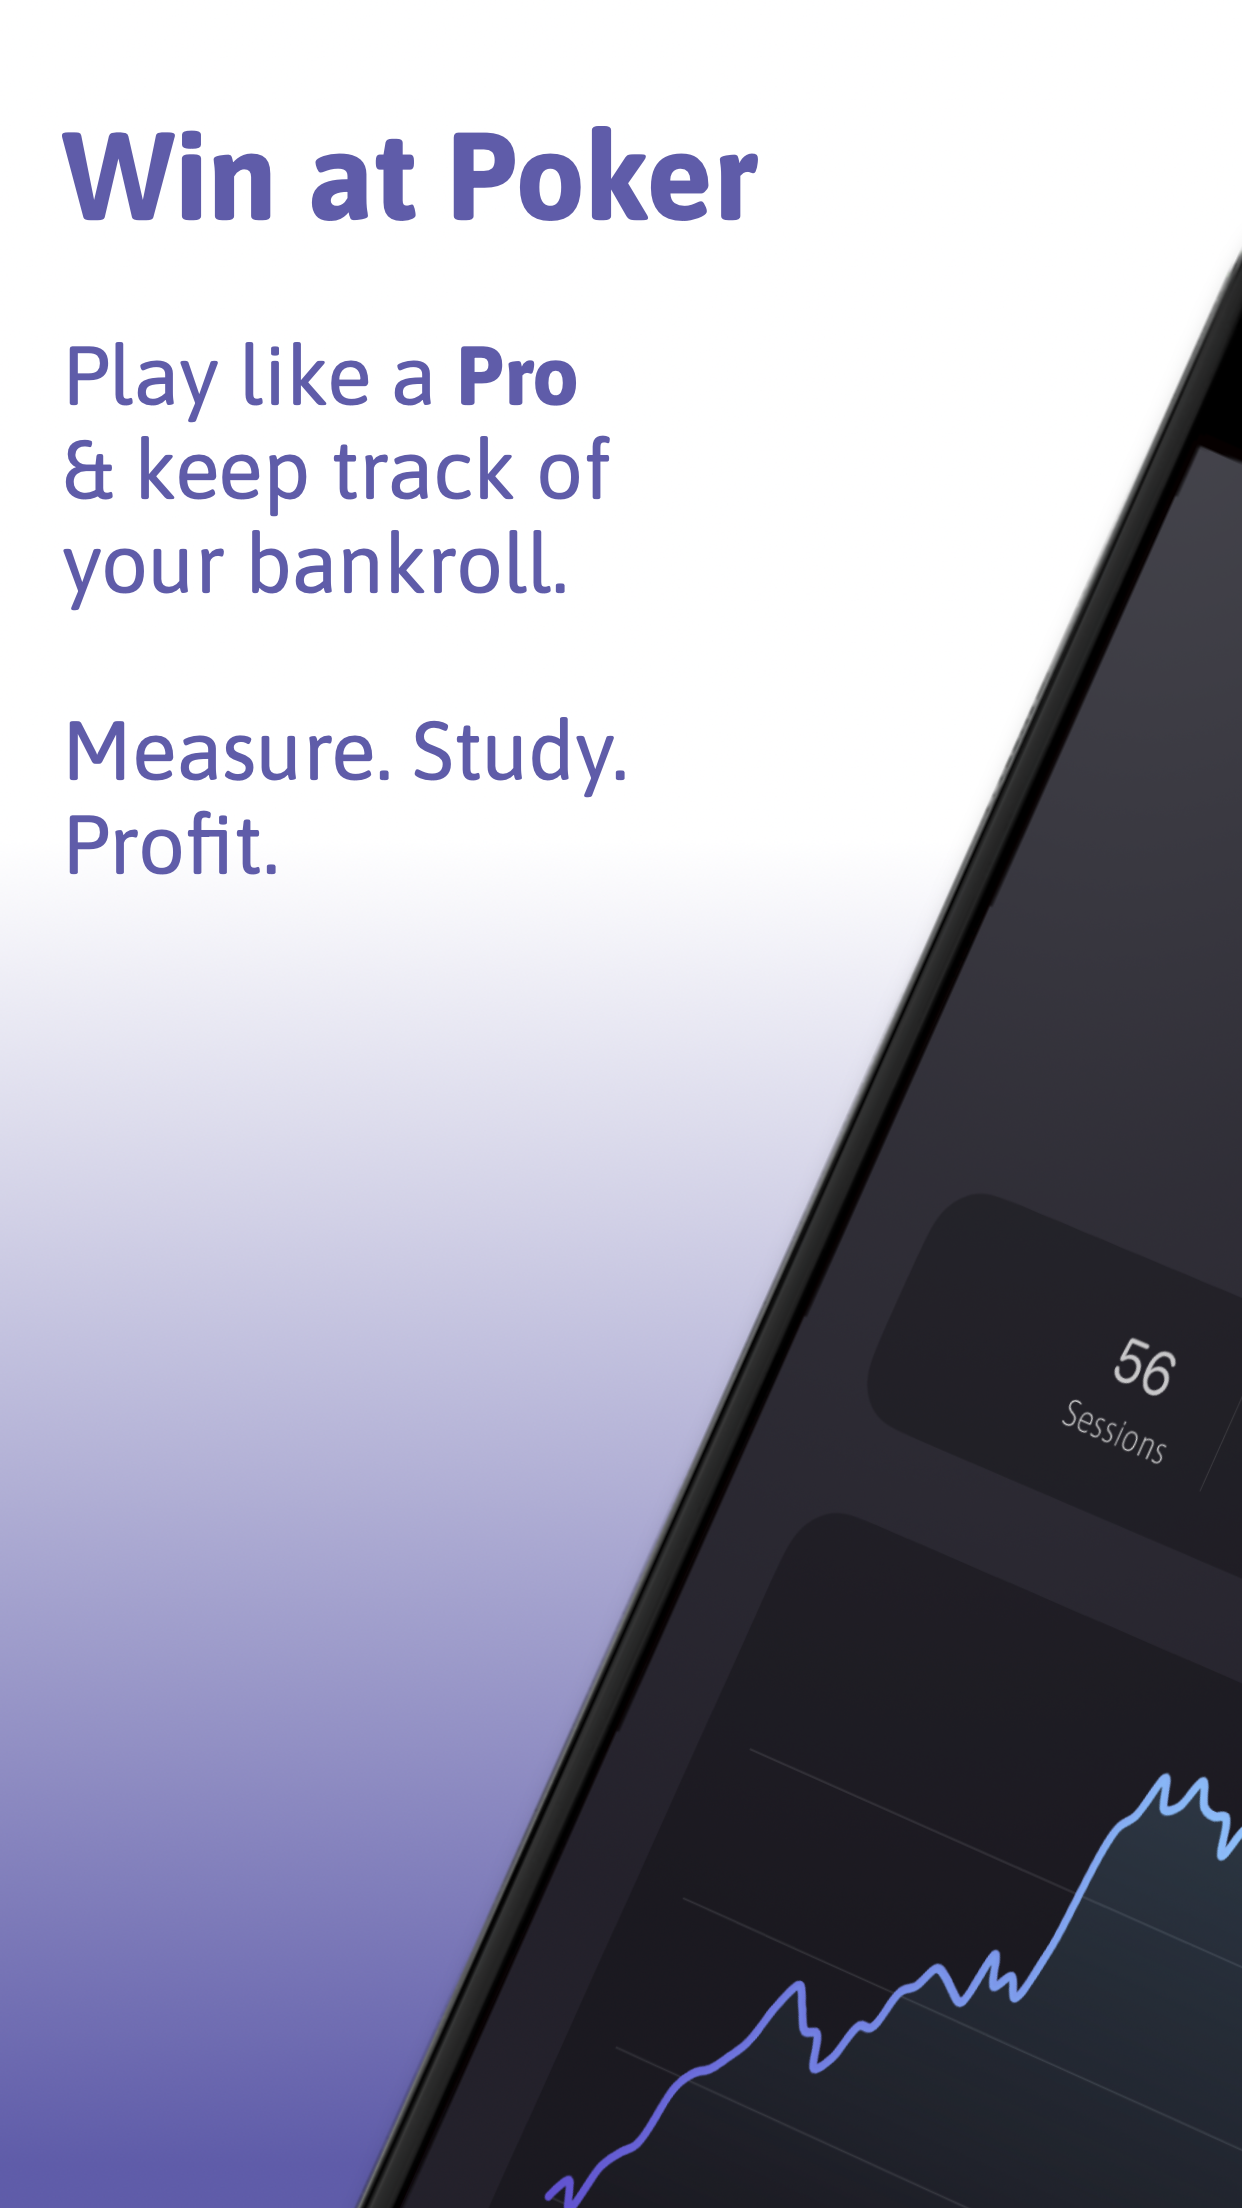 Win at Poker
Play like a Pro
& keep track of
your bankroll.
Measure. Study.
Profit.
56
Sessions